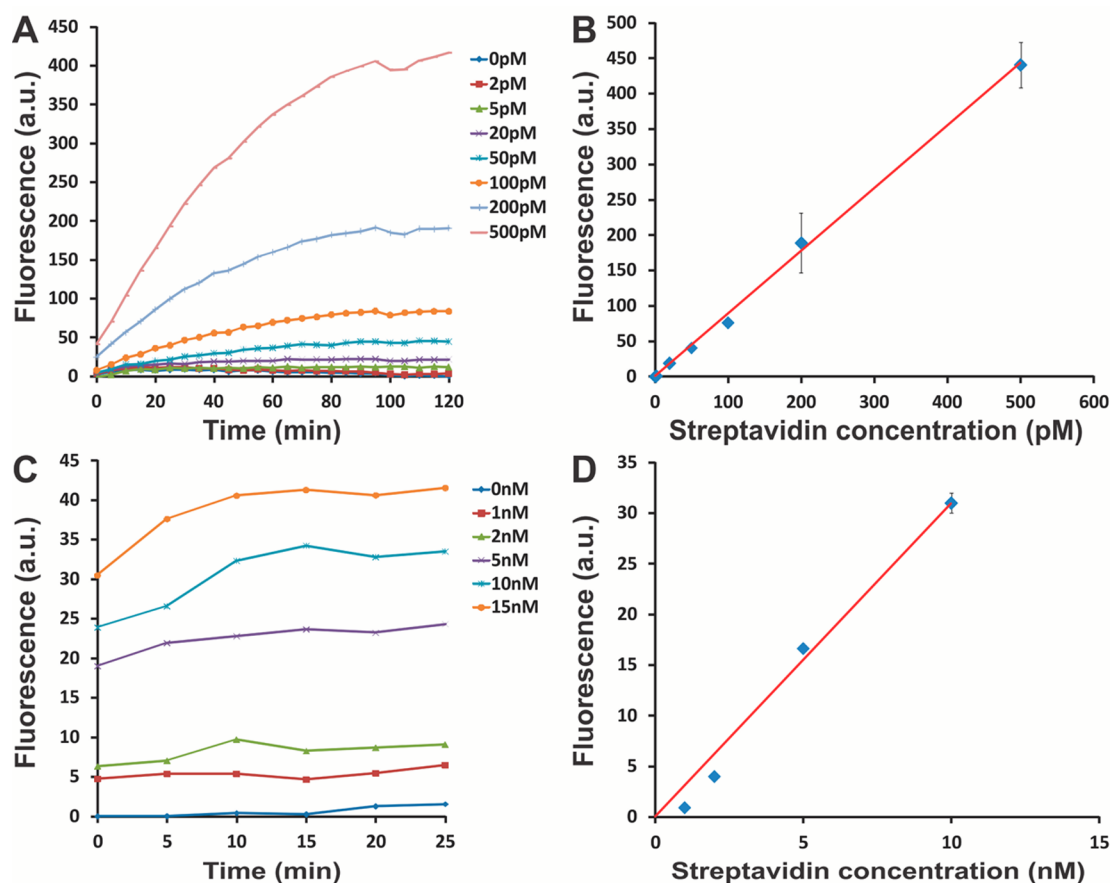 A
Fluorescence (a.u.)
450
400
350
300
250
200
150
100
50
0
0 20 40 60 80 100 120
Time (min)
0pM
2pM
5pM
20pM
50pM
100pM
200pM
500pM
B
Fluorescence (a.u.)
500
450
400
350
300
250
200
150
100
50
0
0 100 200 300 400 500 600
Streptavidin concentration (pM)
C
Fluorescence (a.u.)
45
40
35
30
25
20
15
10
5
0
0 5 10 15 20 25
Time (min)
0nM
1nM
2nM
5nM
10nM
15nM
D
Fluorescence (a.u.)
35
30
25
20
15
10
5
0
0 5 10 15
Streptavidin concentration (nM)